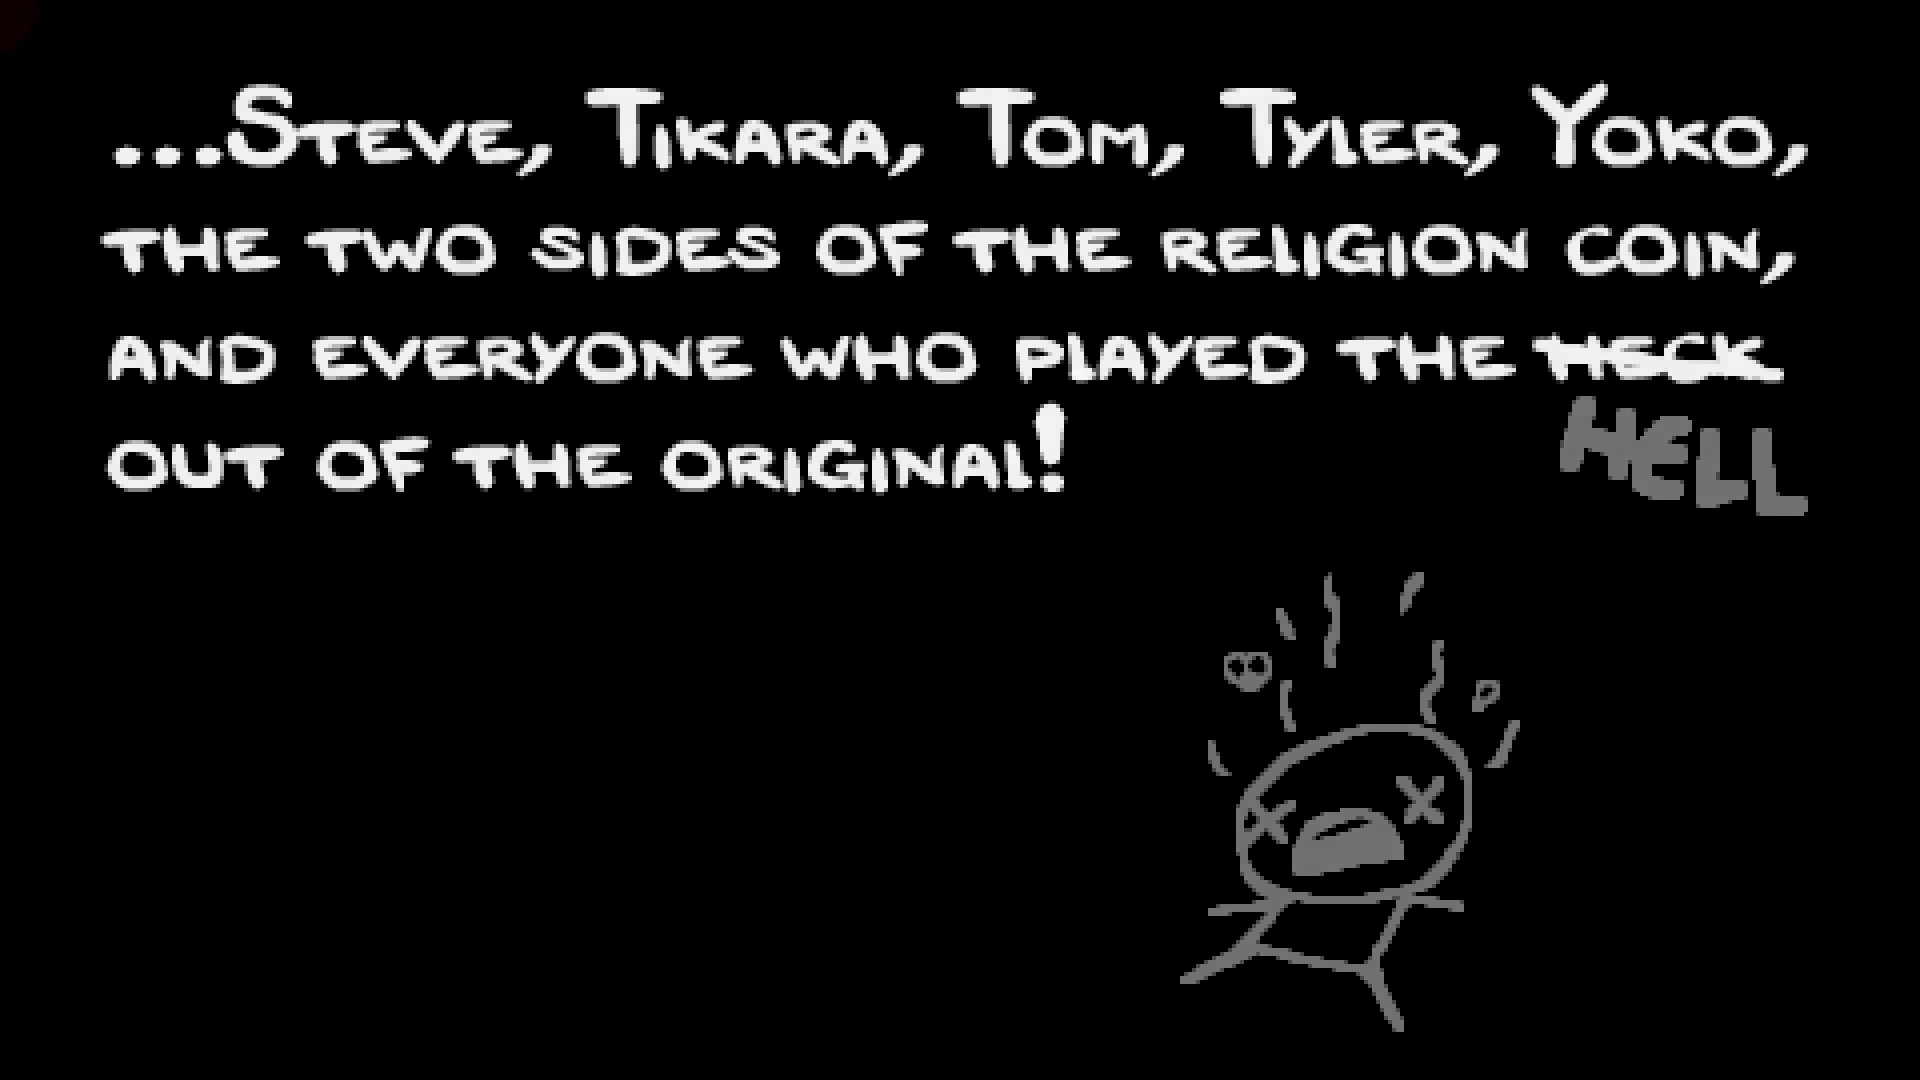 ...Steve, Tikara, Tom, Tyler, Yoko,
the two sides of the religion coin,
and everyone who played the heck
HELL
out of the original!